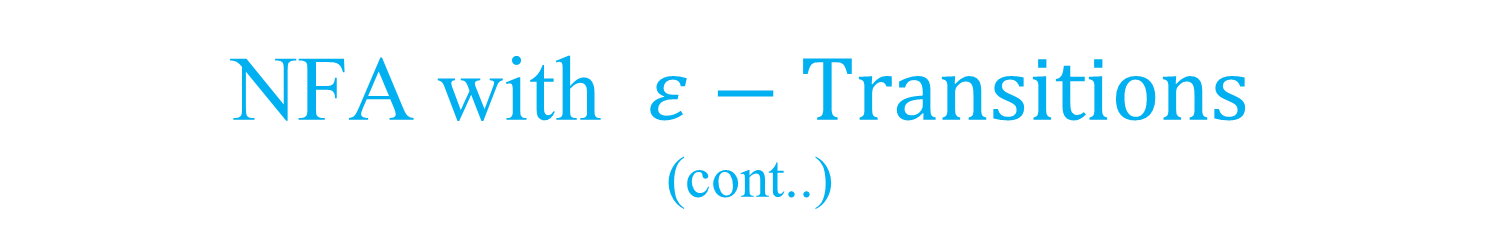 NFA with 𝜀 − Transitions
(cont..)